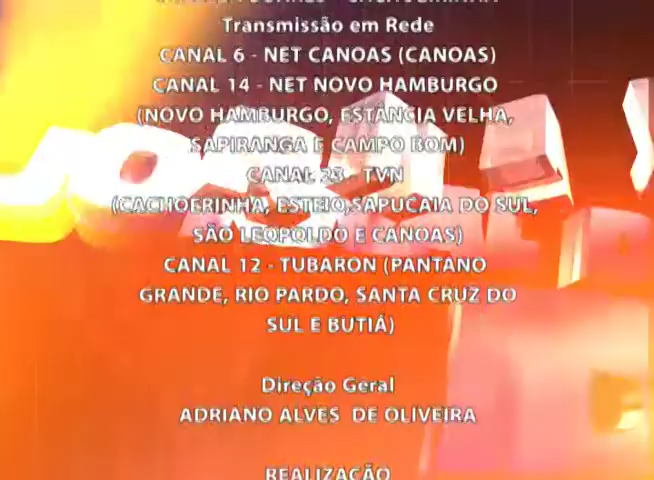 Transmissão em Rede
CANAL 6 - NET CANOAS (CANOAS)
CANAL 14 - NET NOVO HAMBURGO
(NOVO HAMBURGO, ESTÂNCIA VELHA,
SAPIRANGA E CAMPO BOM)
CANAL 23 - TVN
(CACHOERINHA, ESTEIO,SAPUCAIA DO SUL,
SÃO LEOPOLDO E CANOAS)
CANAL 12 - TUBARON (PANTANO
GRANDE, RIO PARDO, SANTA CRUZ DO
SUL E BUTIÁ)
Direção Geral
ADRIANO ALVES DE OLIVEIRA
REALIZAÇÃO